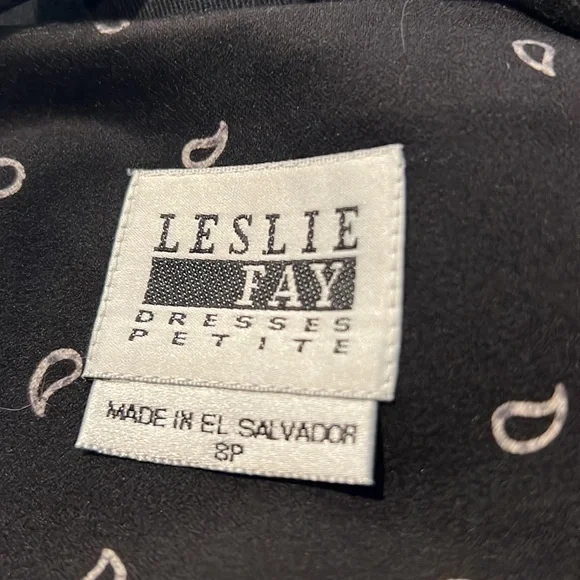 LESLIE
FAY
DRESSES
PETITE
MADE IN EL SALVADOR
8P